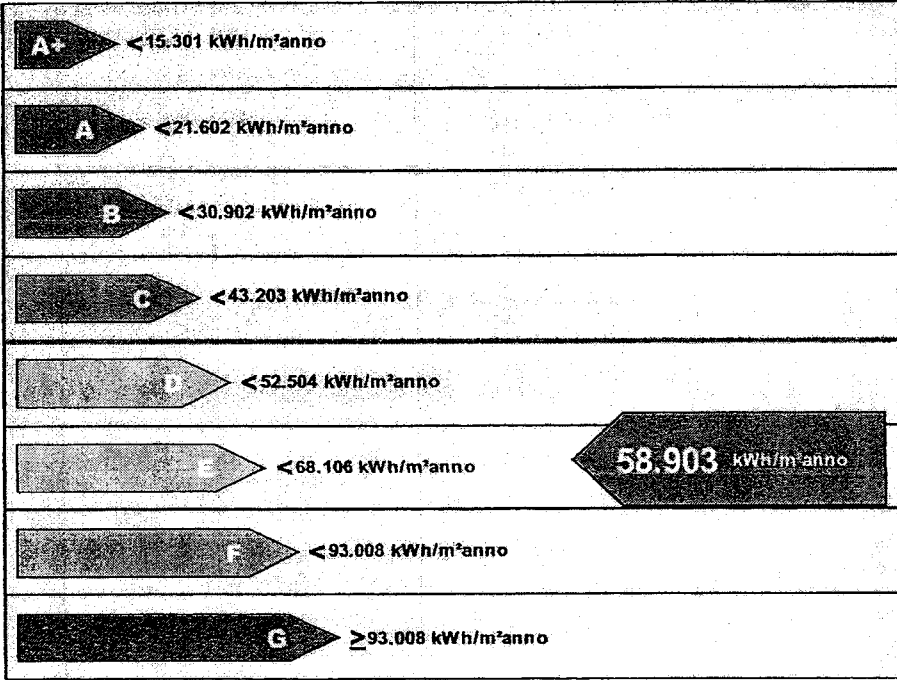 A+ <15.301 kWh/m²anno
A <21.602 kWh/m²anno
B <30.902 kWh/m²anno
C <43.203 kWh/m²anno
D <52.504 kWh/m²anno
E <68.106 kWh/m²anno
58.903 kWh/m²anno
F <93.008 kWh/m²anno
G ≥93.008 kWh/m²anno